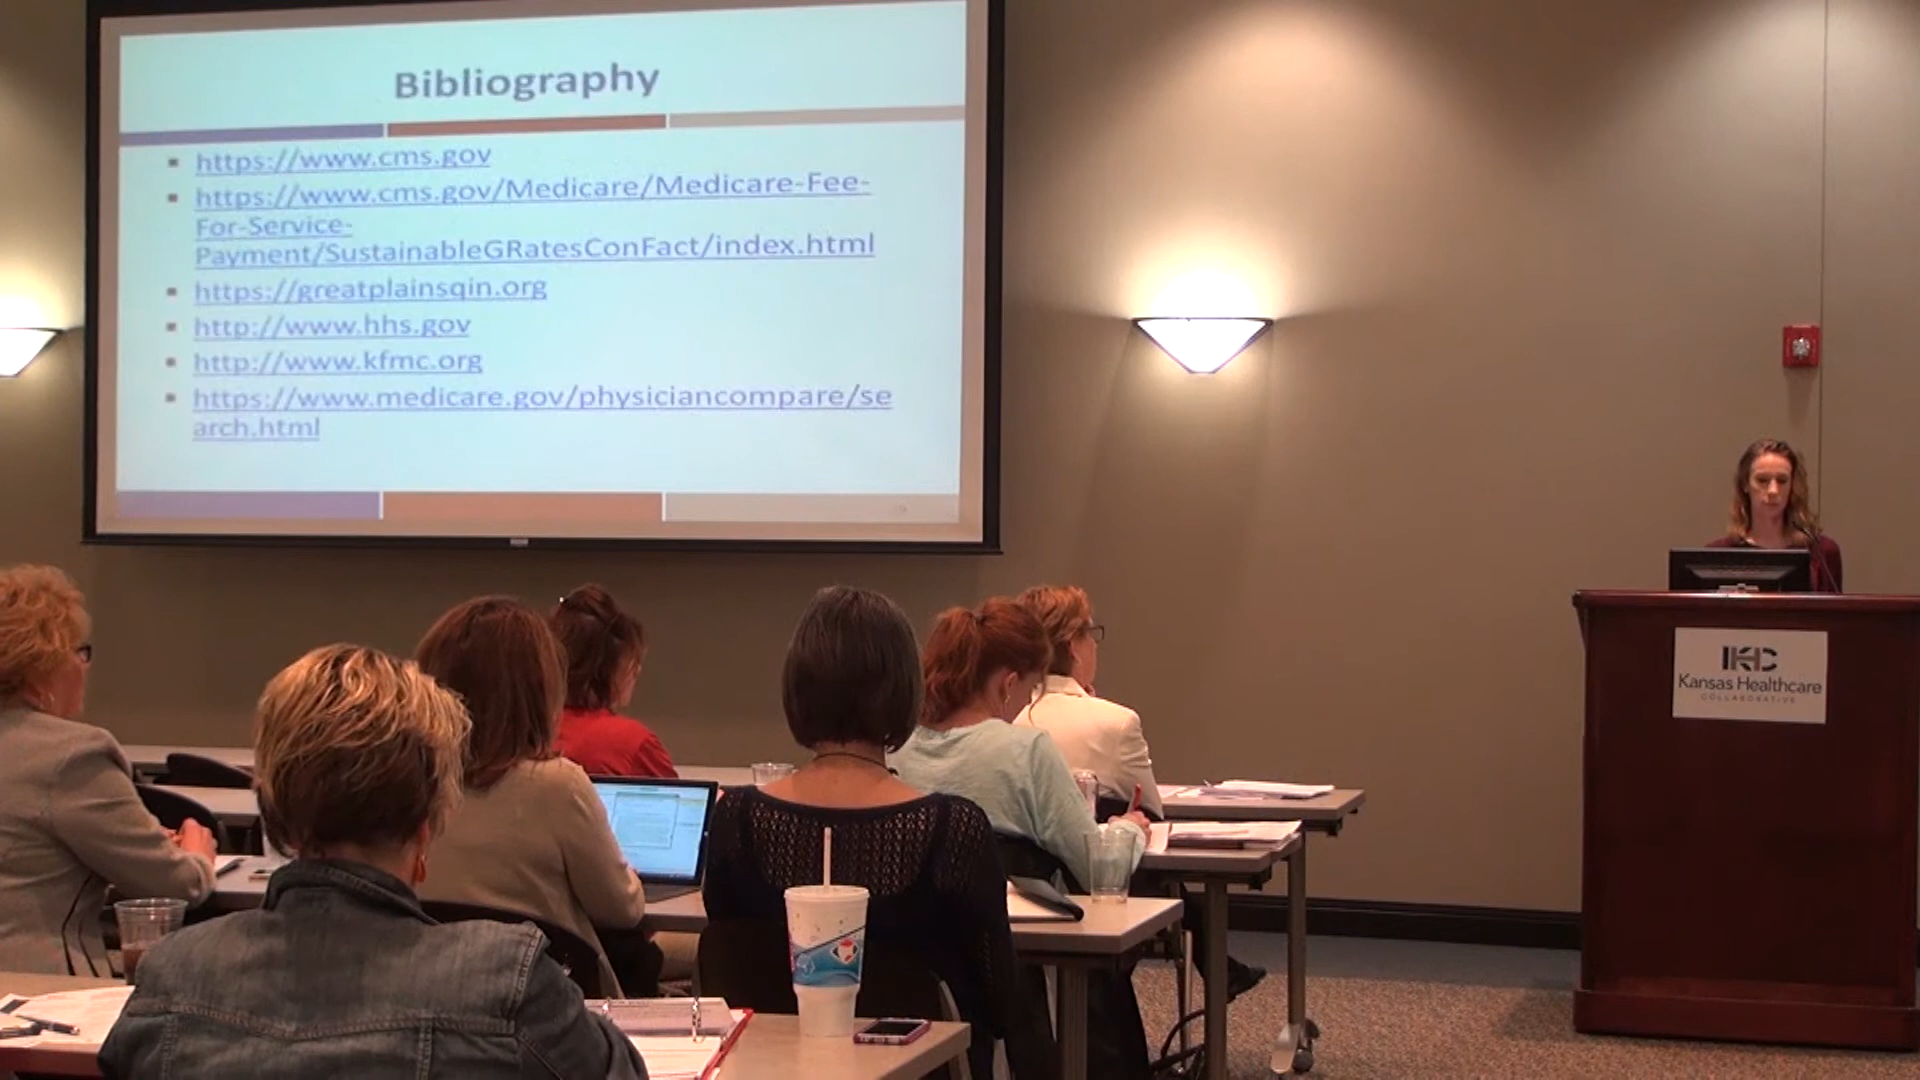 Bibliography
https://www.cms.gov
https://www.cms.gov/Medicare/Medicare-Fee-
For-Service-
Payment/SustainableGRatesConFact/index.html
https://greatplainsqin.org
http://www.hhs.gov
http://www.kfmc.org
https://www.medicare.gov/physiciancompare/se
arch.html
KHC
Kansas Healthcare
COLLABORATIVE